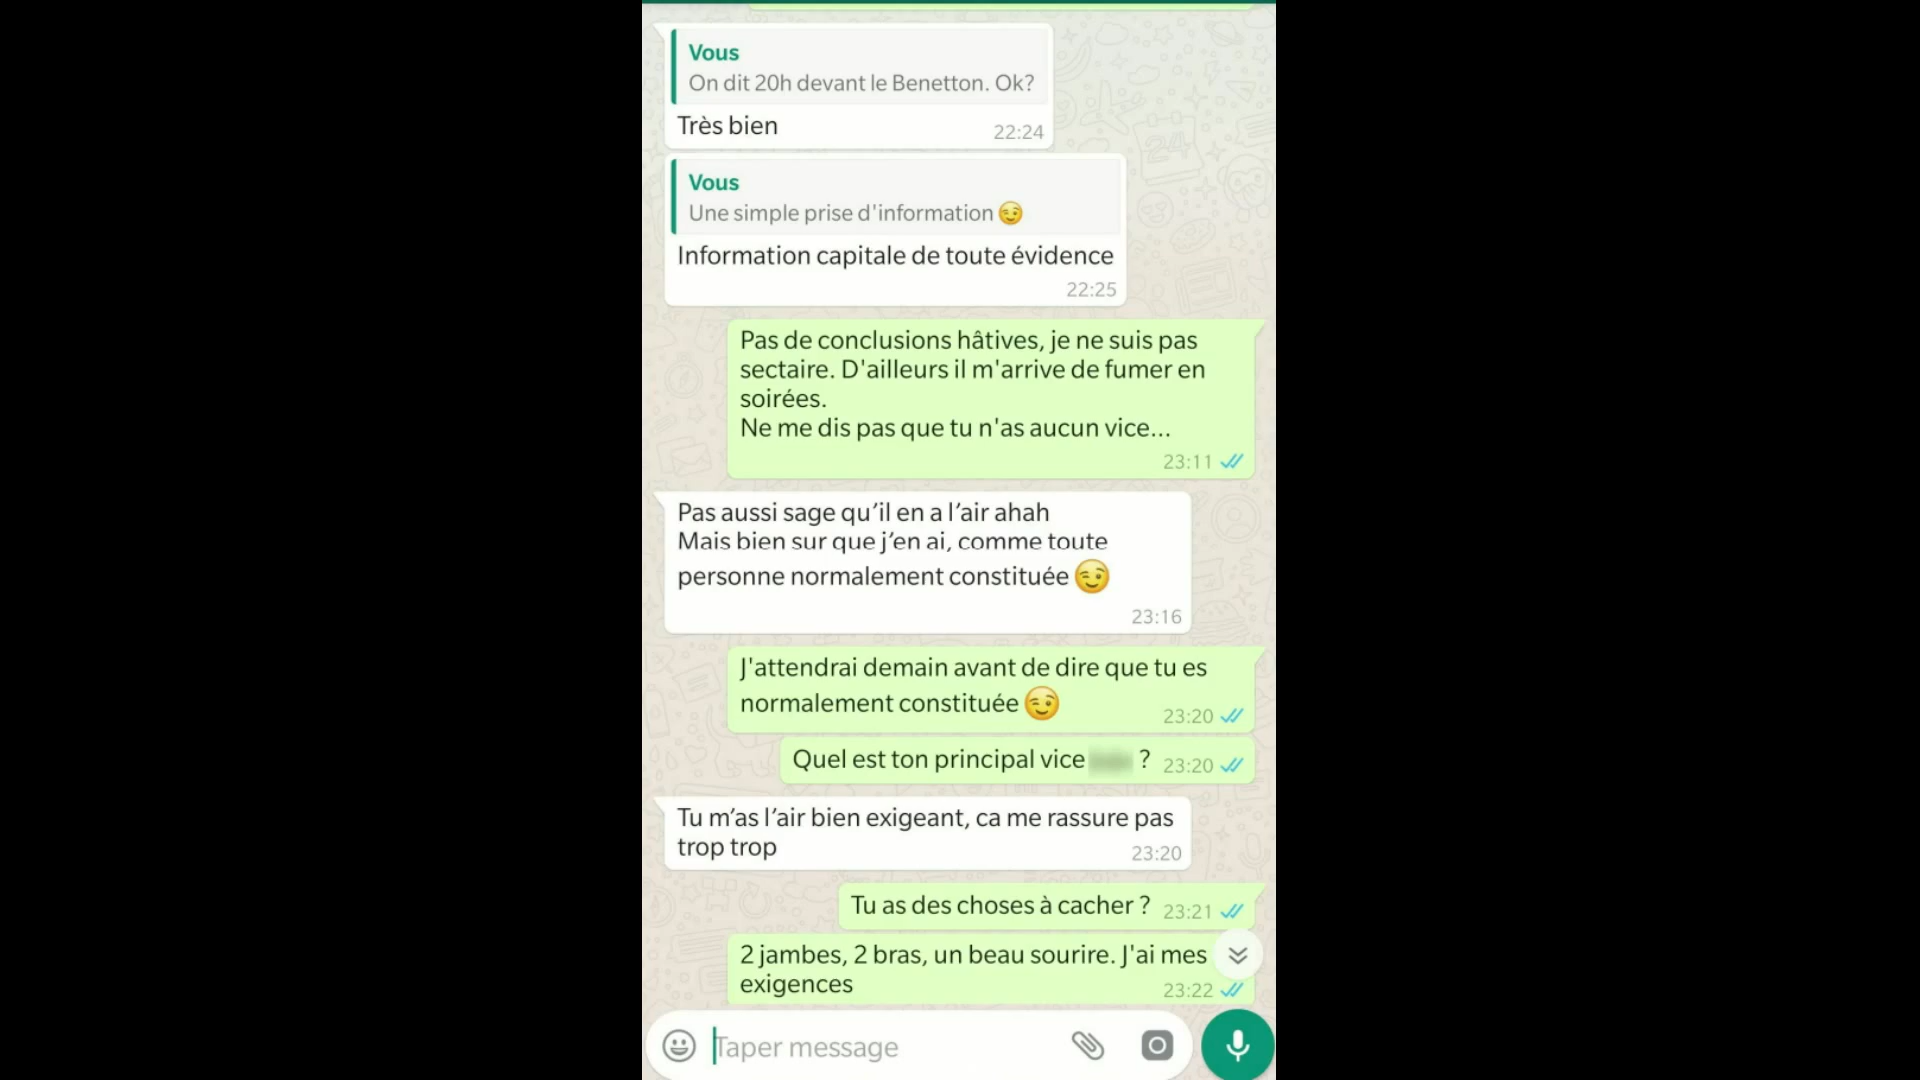 Vous
On dit 20h devant le Benetton. Ok?
Très bien
22:24
Vous
Une simple prise d'information 😉
Information capitale de toute évidence
22:25
Pas de conclusions hâtives, je ne suis pas
sectaire. D'ailleurs il m'arrive de fumer en
soirées.
Ne me dis pas que tu n'as aucun vice...
23:11
Pas aussi sage qu’il en a l’air ahah
Mais bien sur que j’en ai, comme toute
personne normalement constituée 😉
23:16
J'attendrai demain avant de dire que tu es
normalement constituée 😉
23:20
Quel est ton principal vice ? 23:20
Tu m’as l’air bien exigeant, ca me rassure pas
trop trop
23:20
Tu as des choses à cacher ? 23:21
2 jambes, 2 bras, un beau sourire. J'ai mes
exigences
23:22
Taper message